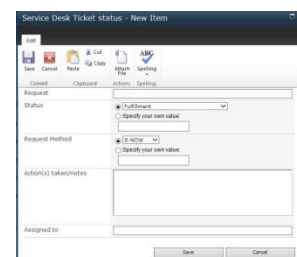 Service Desk Ticket status - New Item
Edit
Save Cancel Paste Cut Copy Attach File ABC Spelling
Commit Clipboard Actions Spelling
Request
Status
Fulfillment
Specify your own value:
Request Method
S-NOW
Specify your own value:
Action(s) taken/notes
Assigned to
Save Cancel